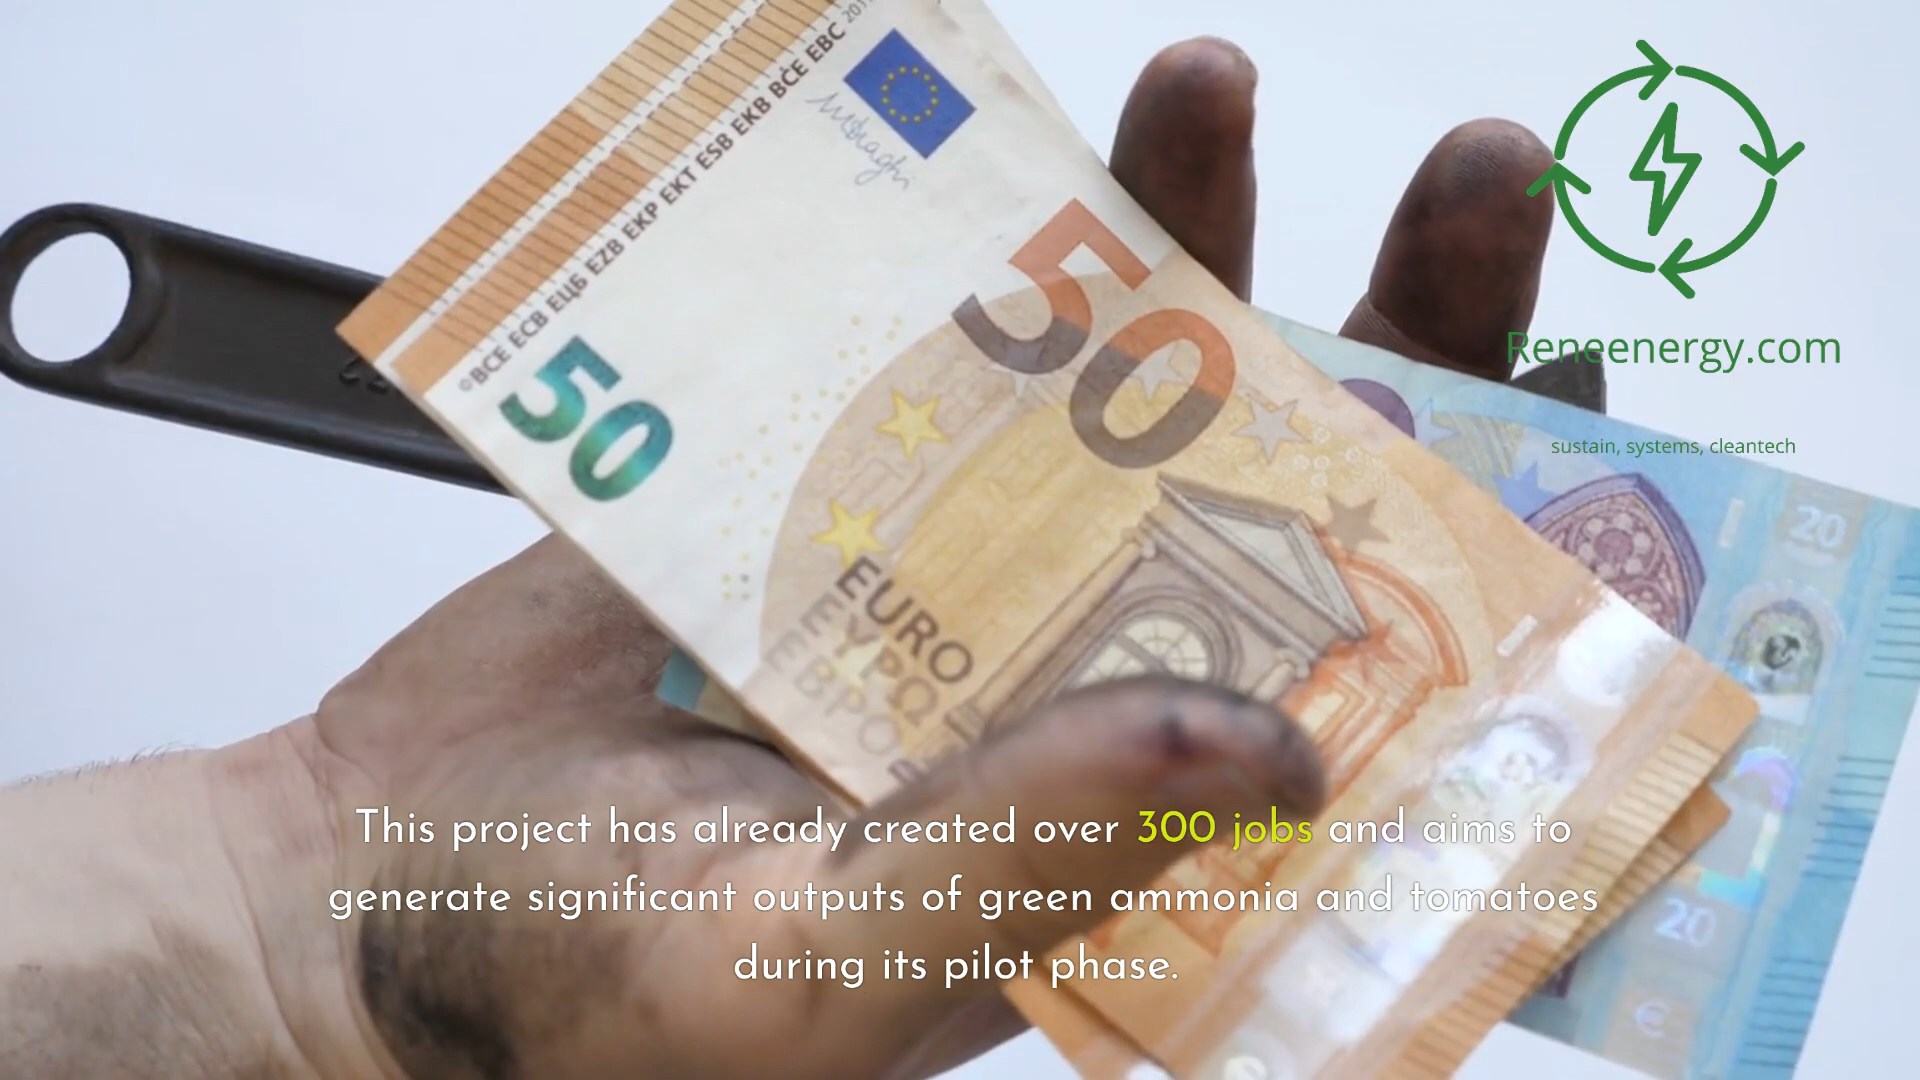 ©BCE ECB ЕЦБ EZB EKP EKT ESB EKB BČE EBC
50
50
EURO
ΕΥΡΩ
ЕВРО
20
20
€
Reneenergy.com
sustain, systems, cleantech
This project has already created over 300 jobs and aims to
generate significant outputs of green ammonia and tomatoes
during its pilot phase.